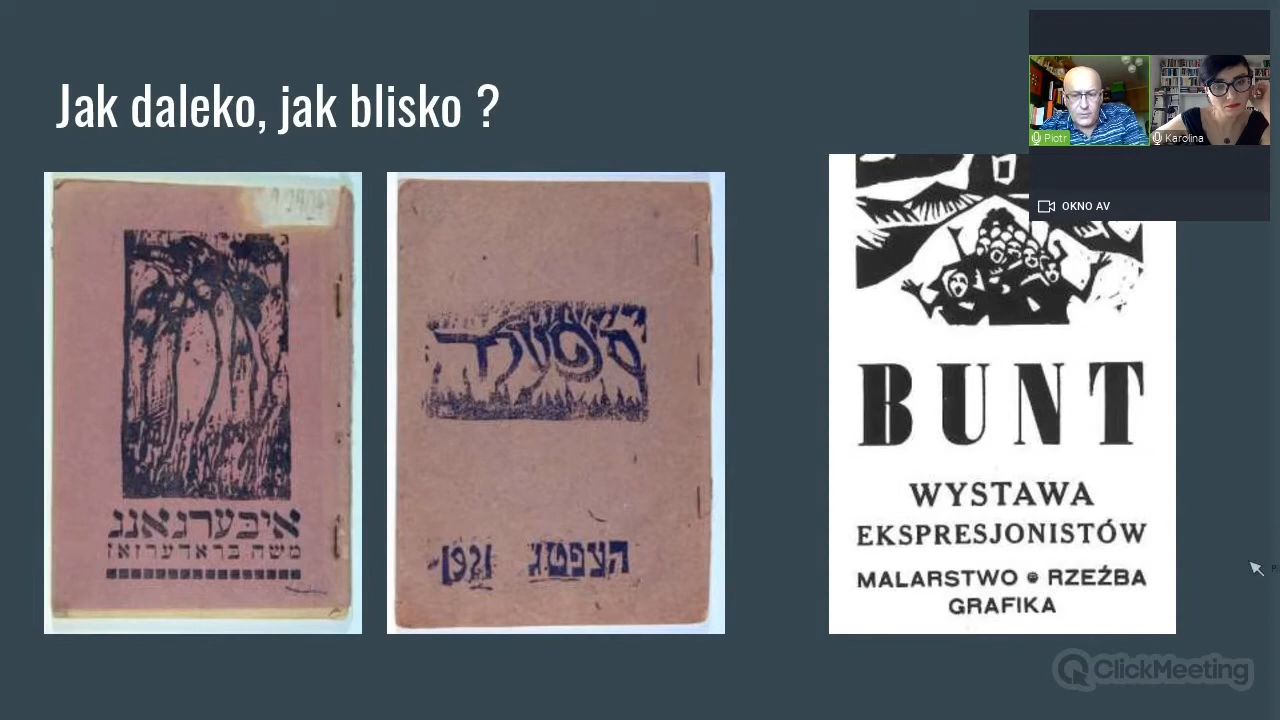 Jak daleko, jak blisko ?
איבערגאנג
משה בראדערזאן
1921
BUNT
WYSTAWA
EKSPRESJONISTÓW
MALARSTWO RZEŹBA
GRAFIKA
Piotr
Karolina
OKNO AV
ClickMeeting